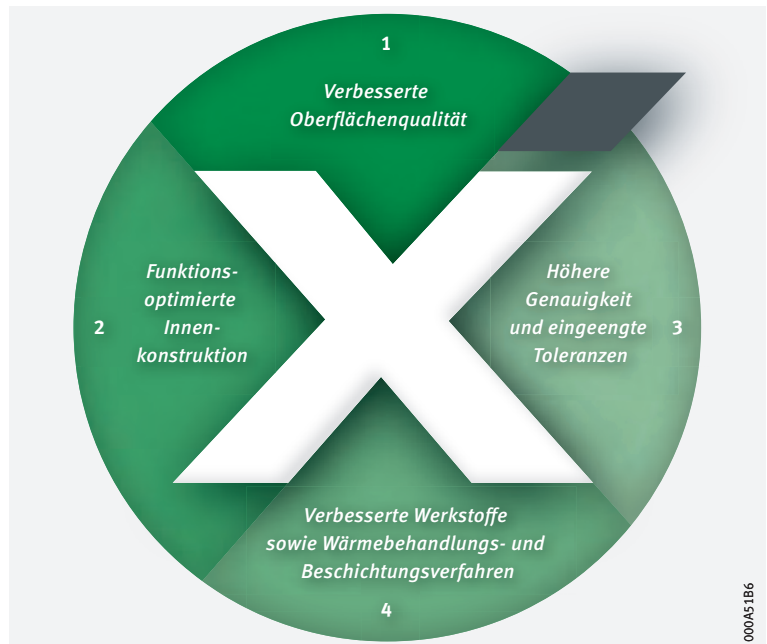 1
Verbesserte
Oberflächenqualität
X
2
Funktions-
optimierte
Innen-
konstruktion
Höhere
Genauigkeit
und eingeengte
Toleranzen
3
Verbesserte Werkstoffe
sowie Wärmebehandlungs- und
Beschichtungsverfahren
4
000A51B6